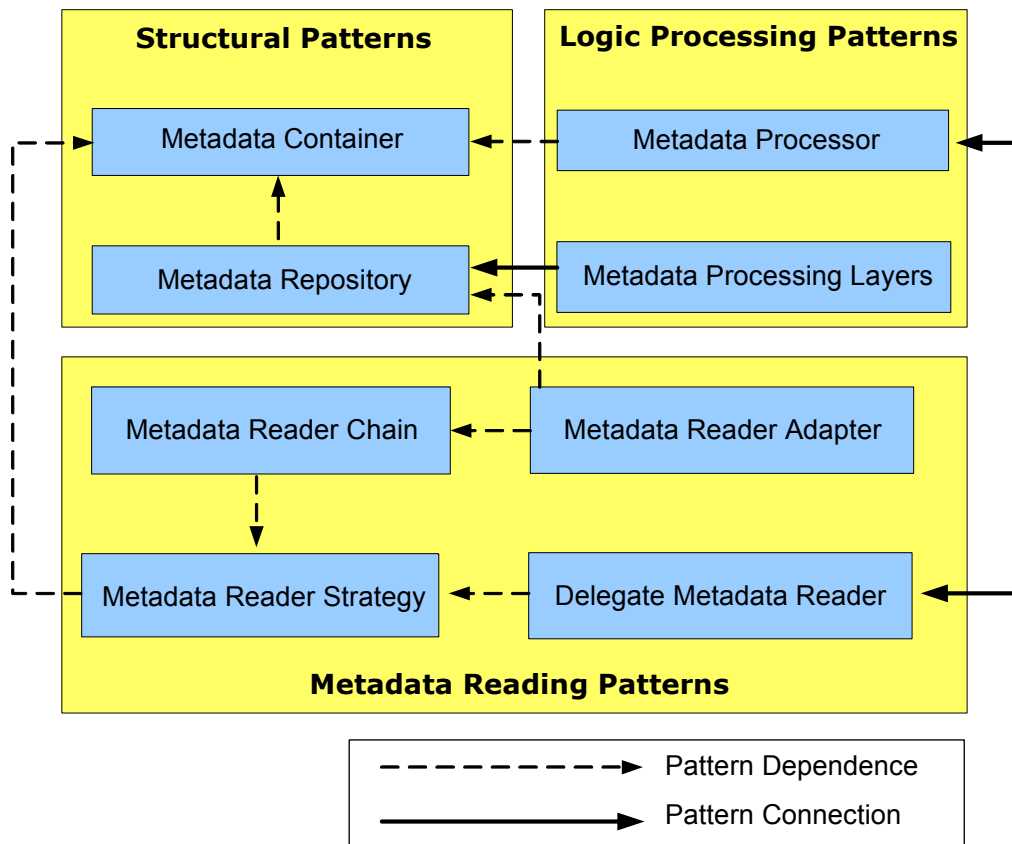 Structural Patterns
Logic Processing Patterns
Metadata Container
Metadata Processor
Metadata Repository
Metadata Processing Layers
Metadata Reader Chain
Metadata Reader Adapter
Metadata Reader Strategy
Delegate Metadata Reader
Metadata Reading Patterns
Pattern Dependence
Pattern Connection